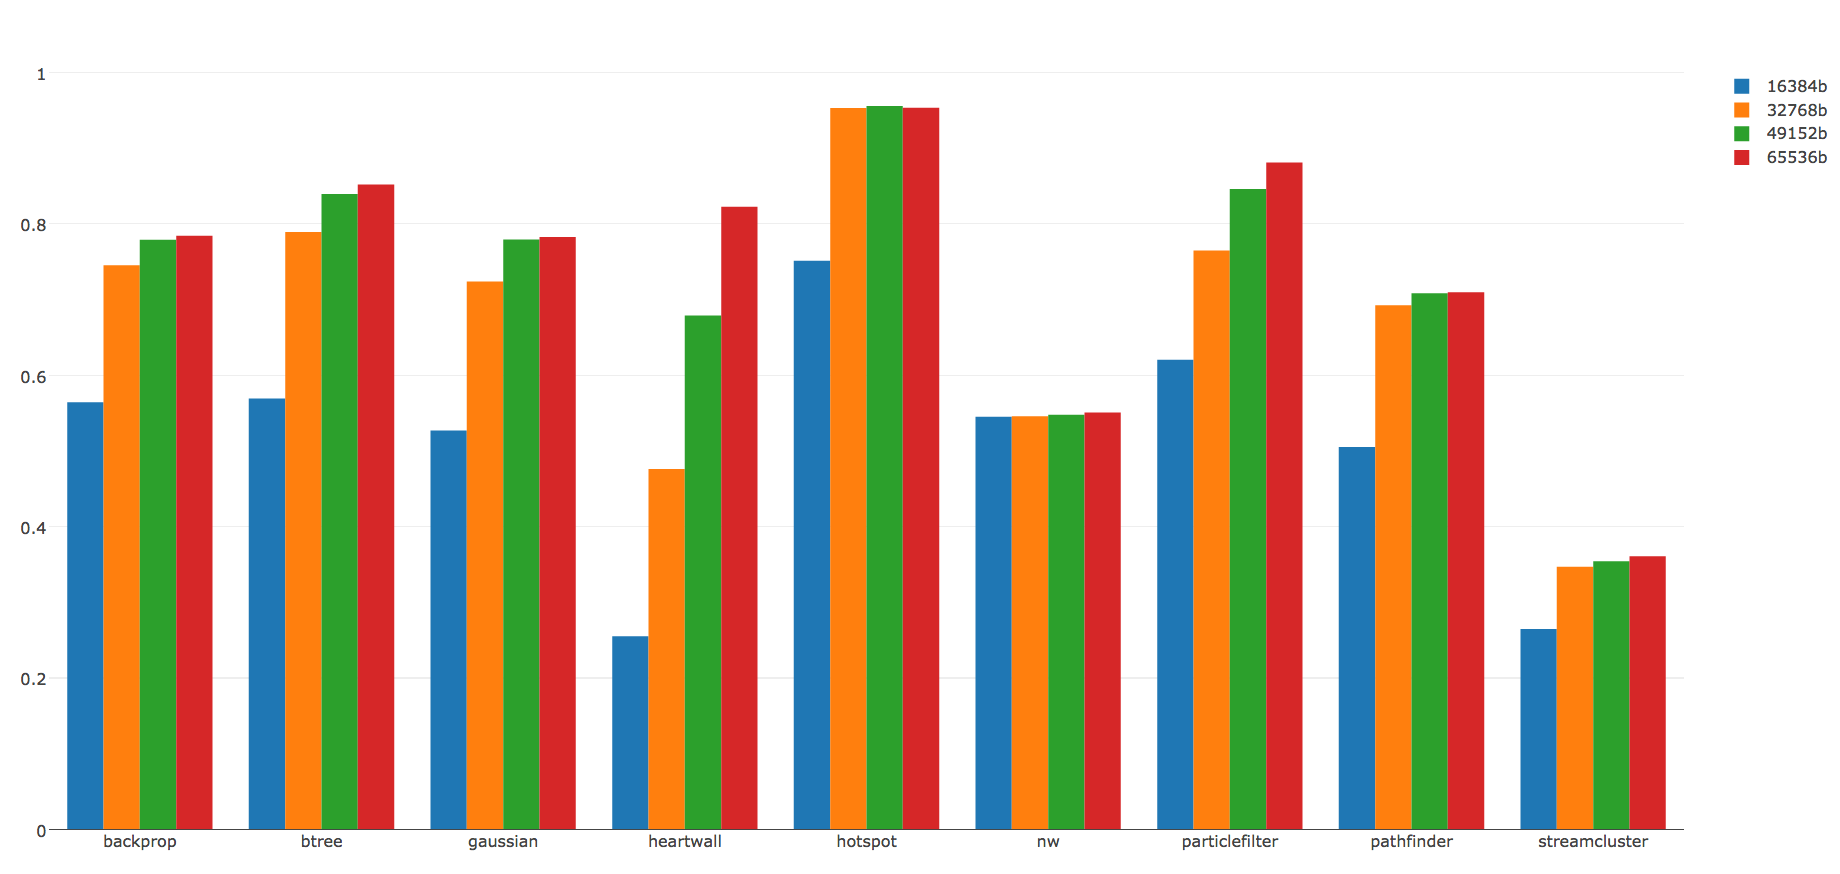 1
0.8
0.6
0.4
0.2
0
backprop btree gaussian heartwall hotspot nw particlefilter pathfinder streamcluster
16384b
32768b
49152b
65536b